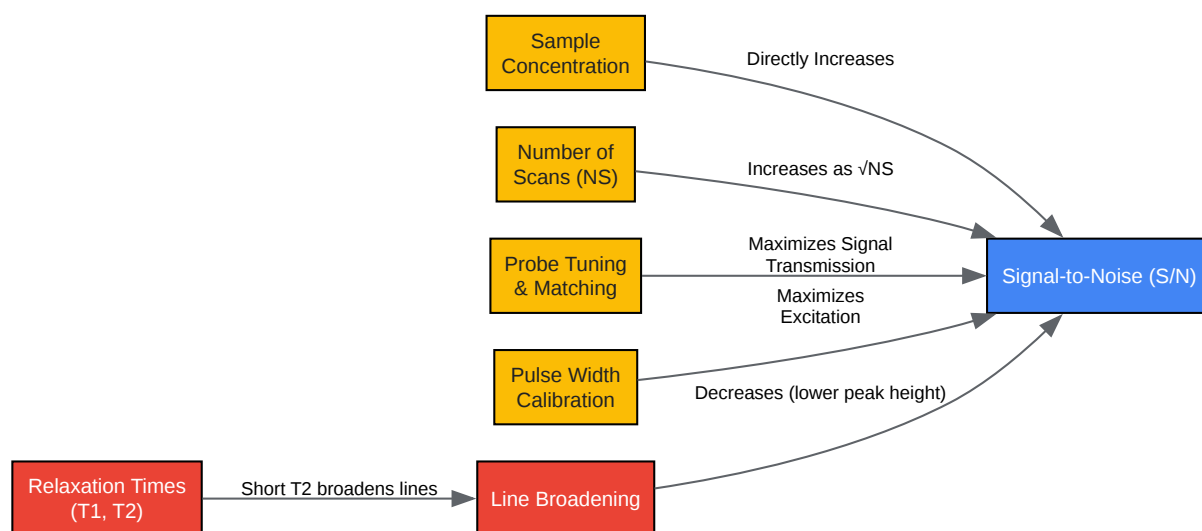 Sample
Concentration
Directly Increases
Number of
Scans (NS)
Increases as √NS
Probe Tuning
& Matching
Maximizes Signal
Transmission
Signal-to-Noise (S/N)
Maximizes
Excitation
Pulse Width
Calibration
Decreases (lower peak height)
Relaxation Times
(T1, T2)
Short T2 broadens lines
Line Broadening